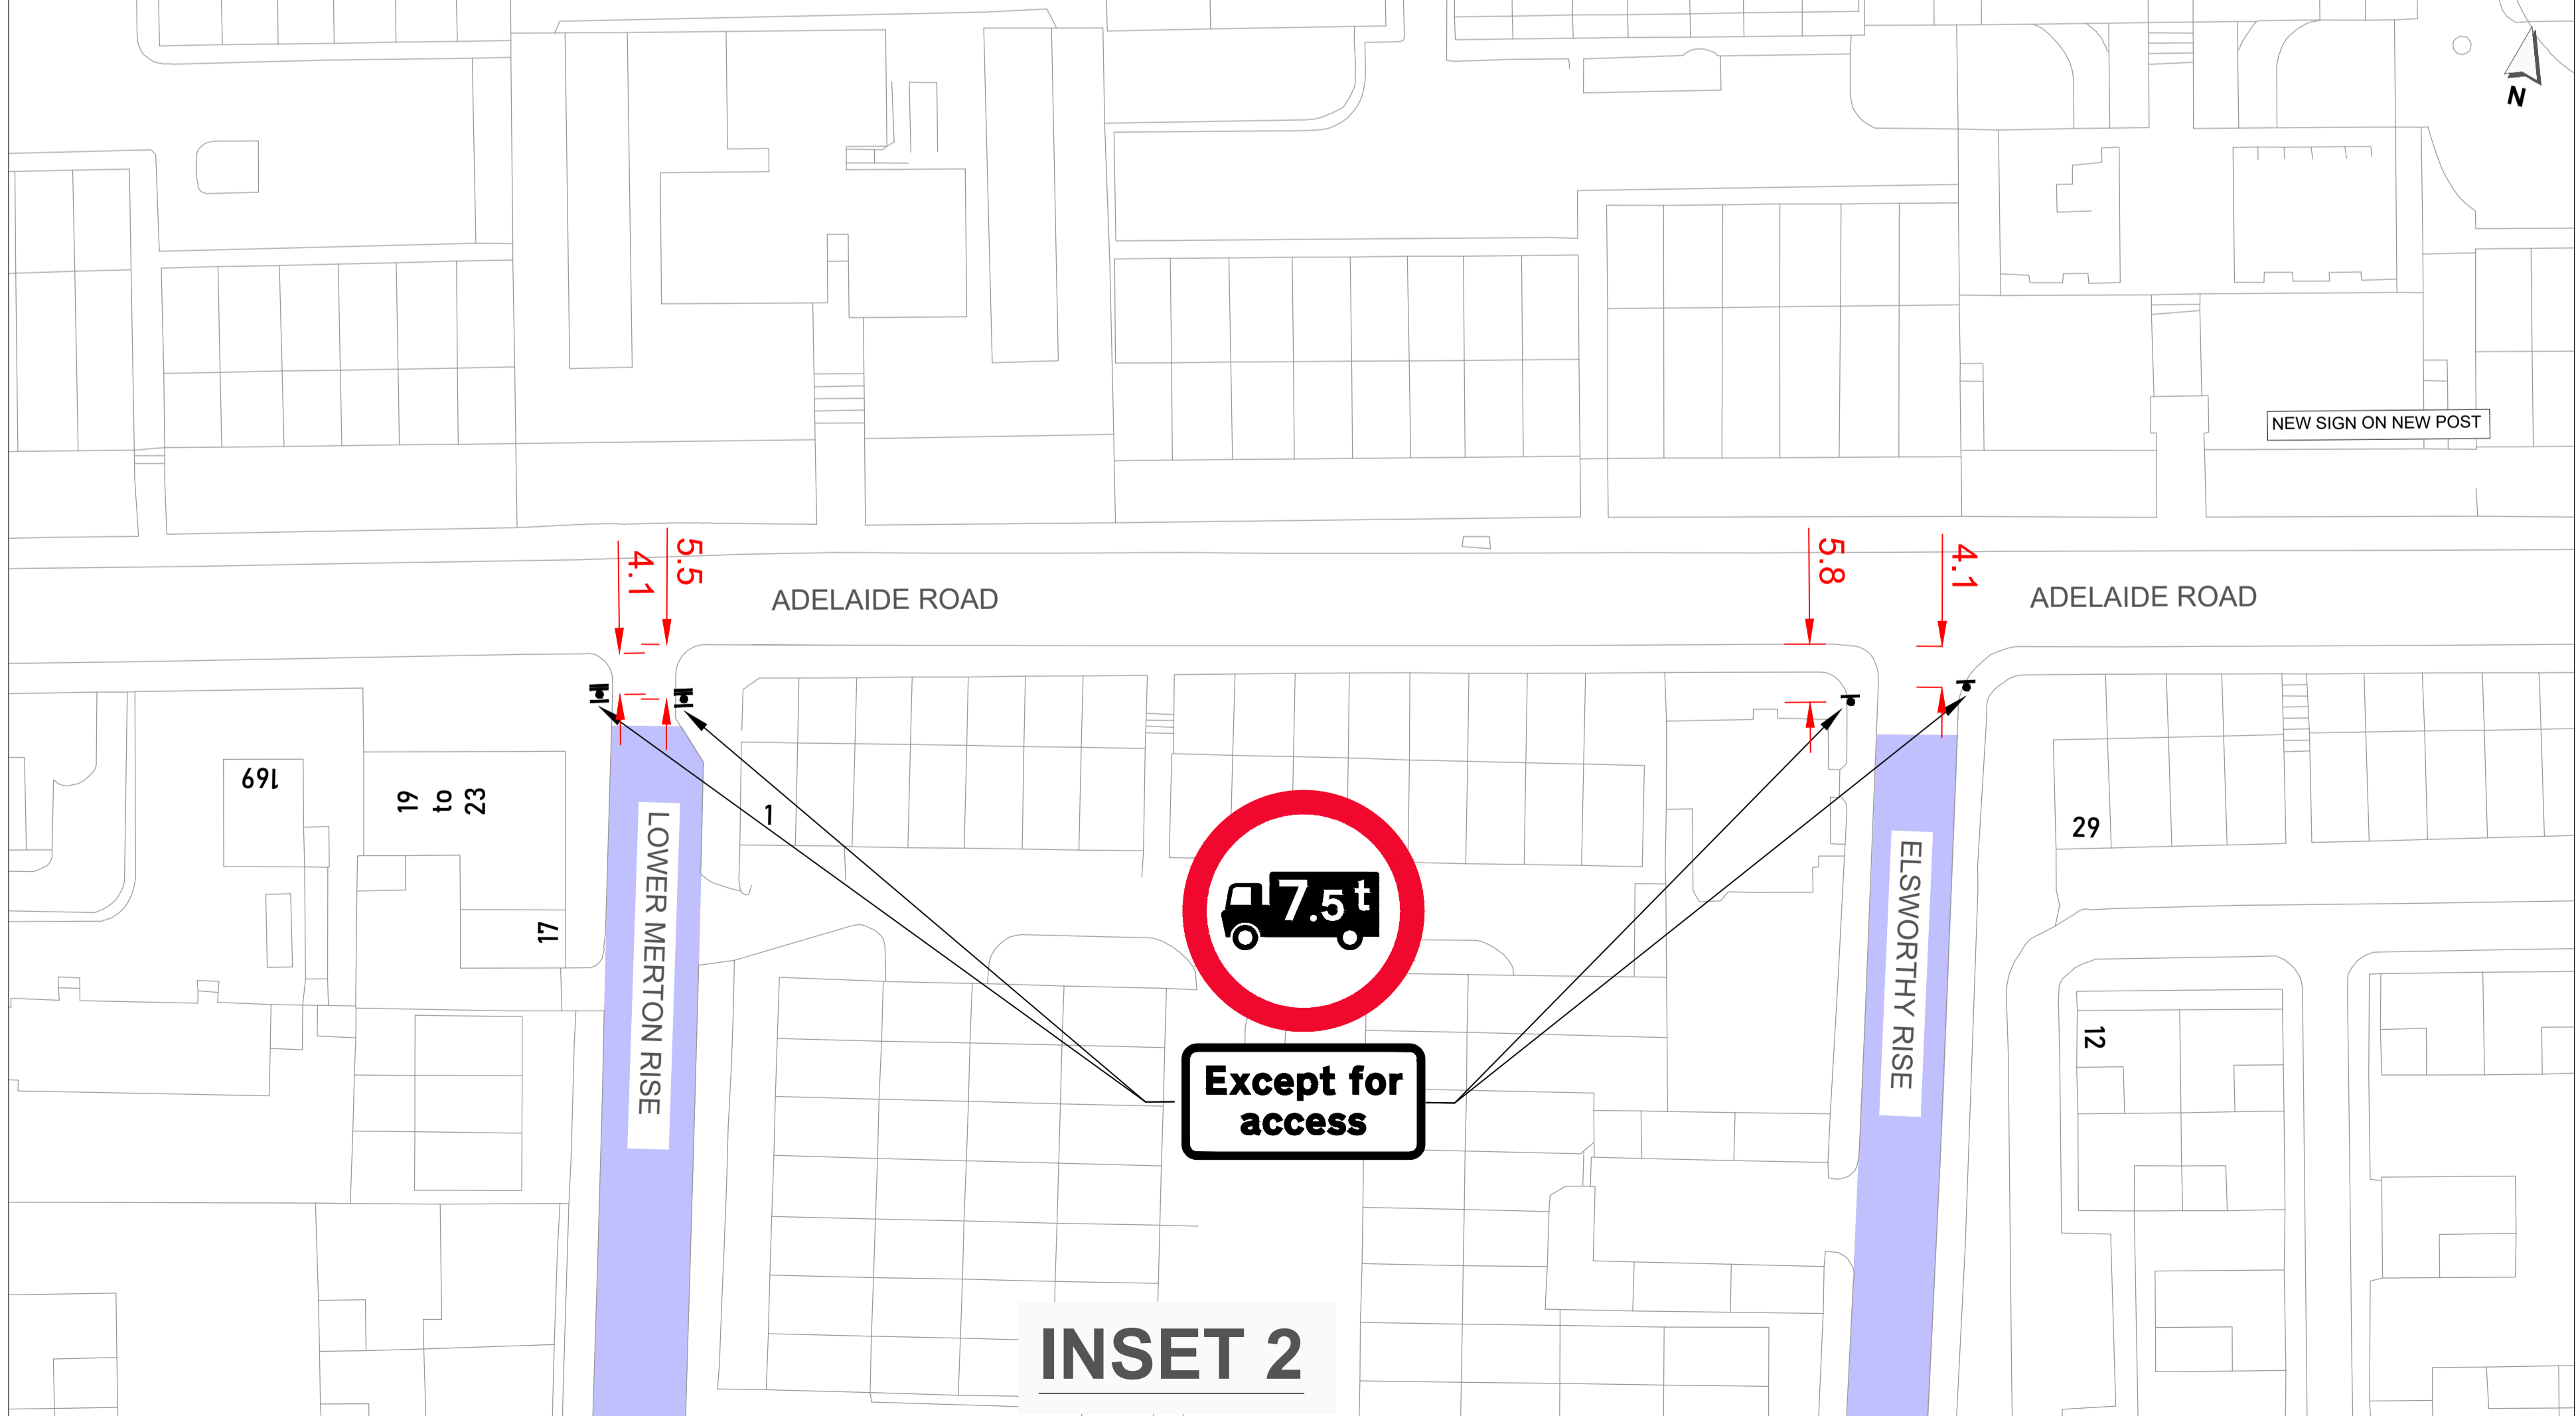 N
NEW SIGN ON NEW POST
4.1
5.5
5.8
4.1
ADELAIDE ROAD
ADELAIDE ROAD
169
19
to
23
1
17
LOWER MERTON RISE
7.5t
Except for
access
ELSWORTHY RISE
29
12
INSET 2